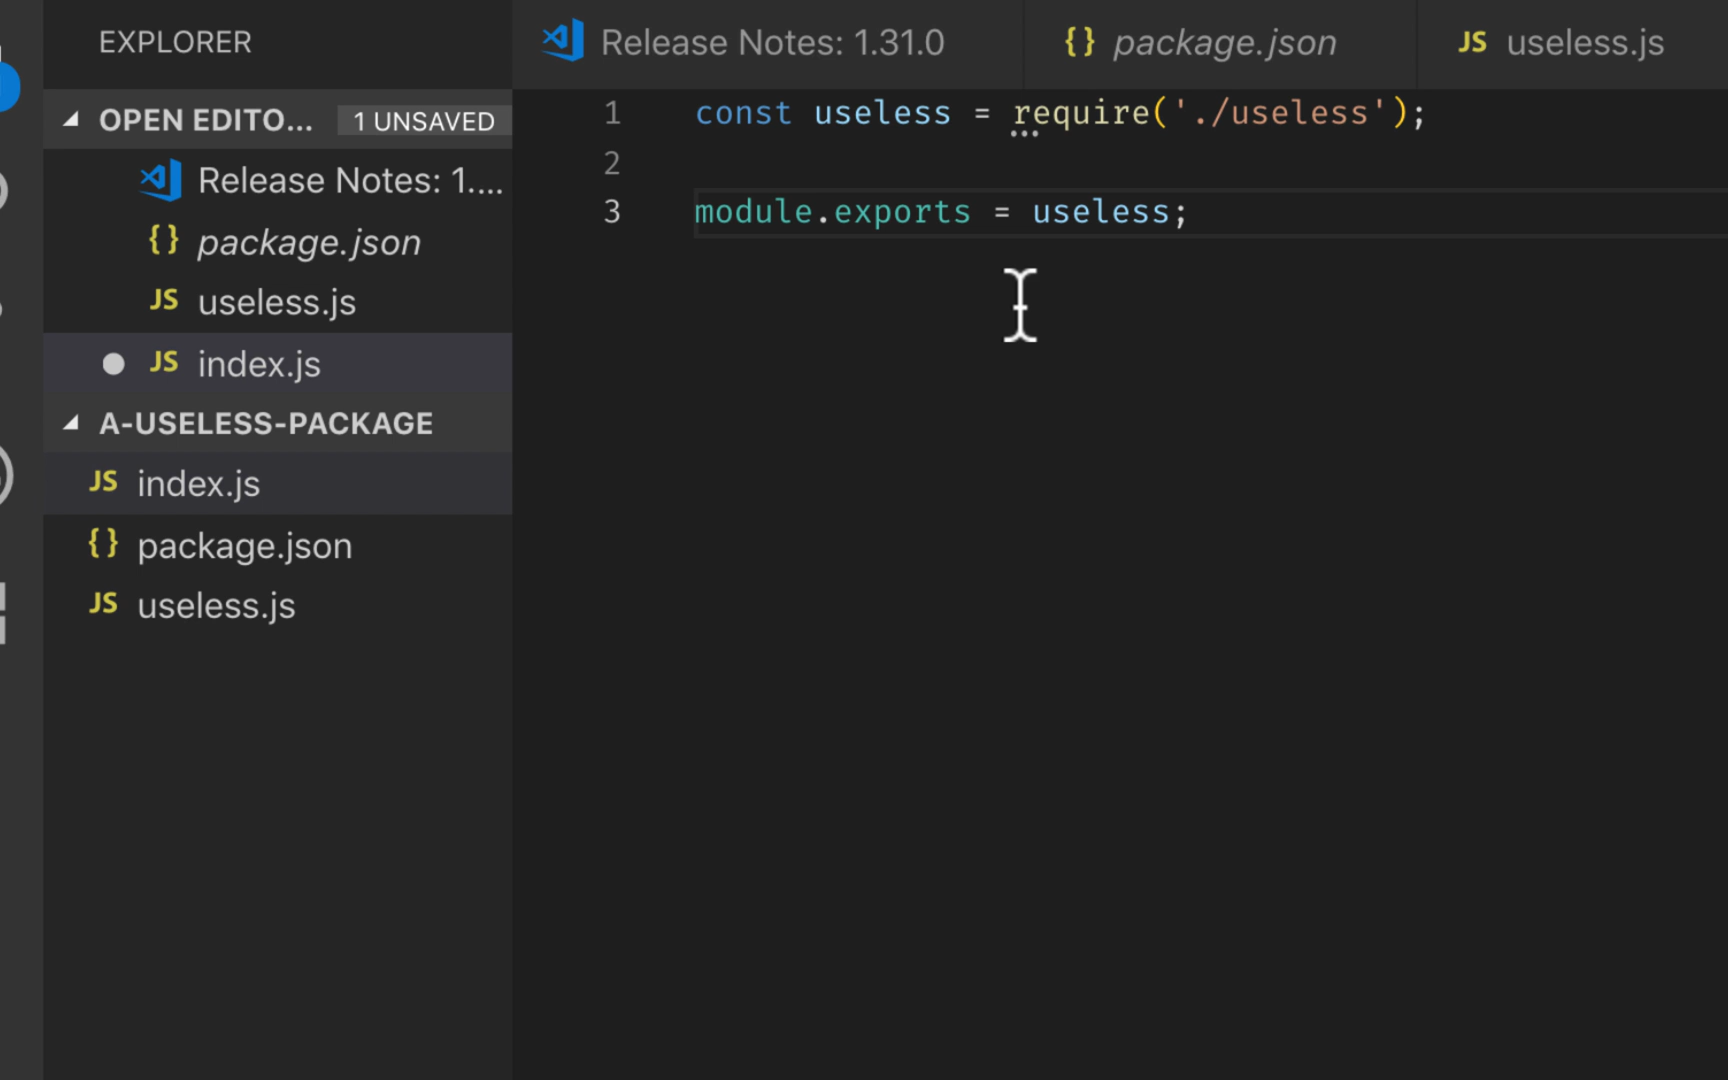 EXPLORER
OPEN EDITO... 1 UNSAVED
Release Notes: 1....
{} package.json
JS useless.js
JS index.js
A-USELESS-PACKAGE
JS index.js
{} package.json
JS useless.js
Release Notes: 1.31.0 {} package.json JS useless.js
1 const useless = require('./useless');
2
3 module.exports = useless;